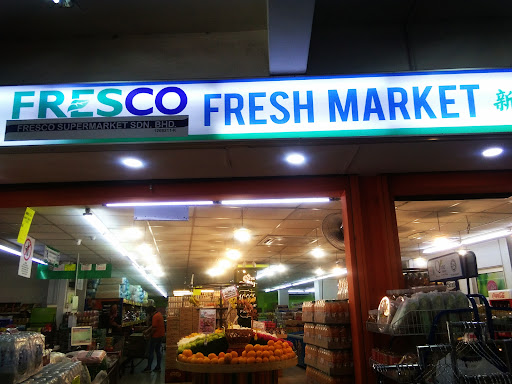 FRESCO
FRESCO SUPERMARKET SDN. BHD.
FRESH MARKET 新